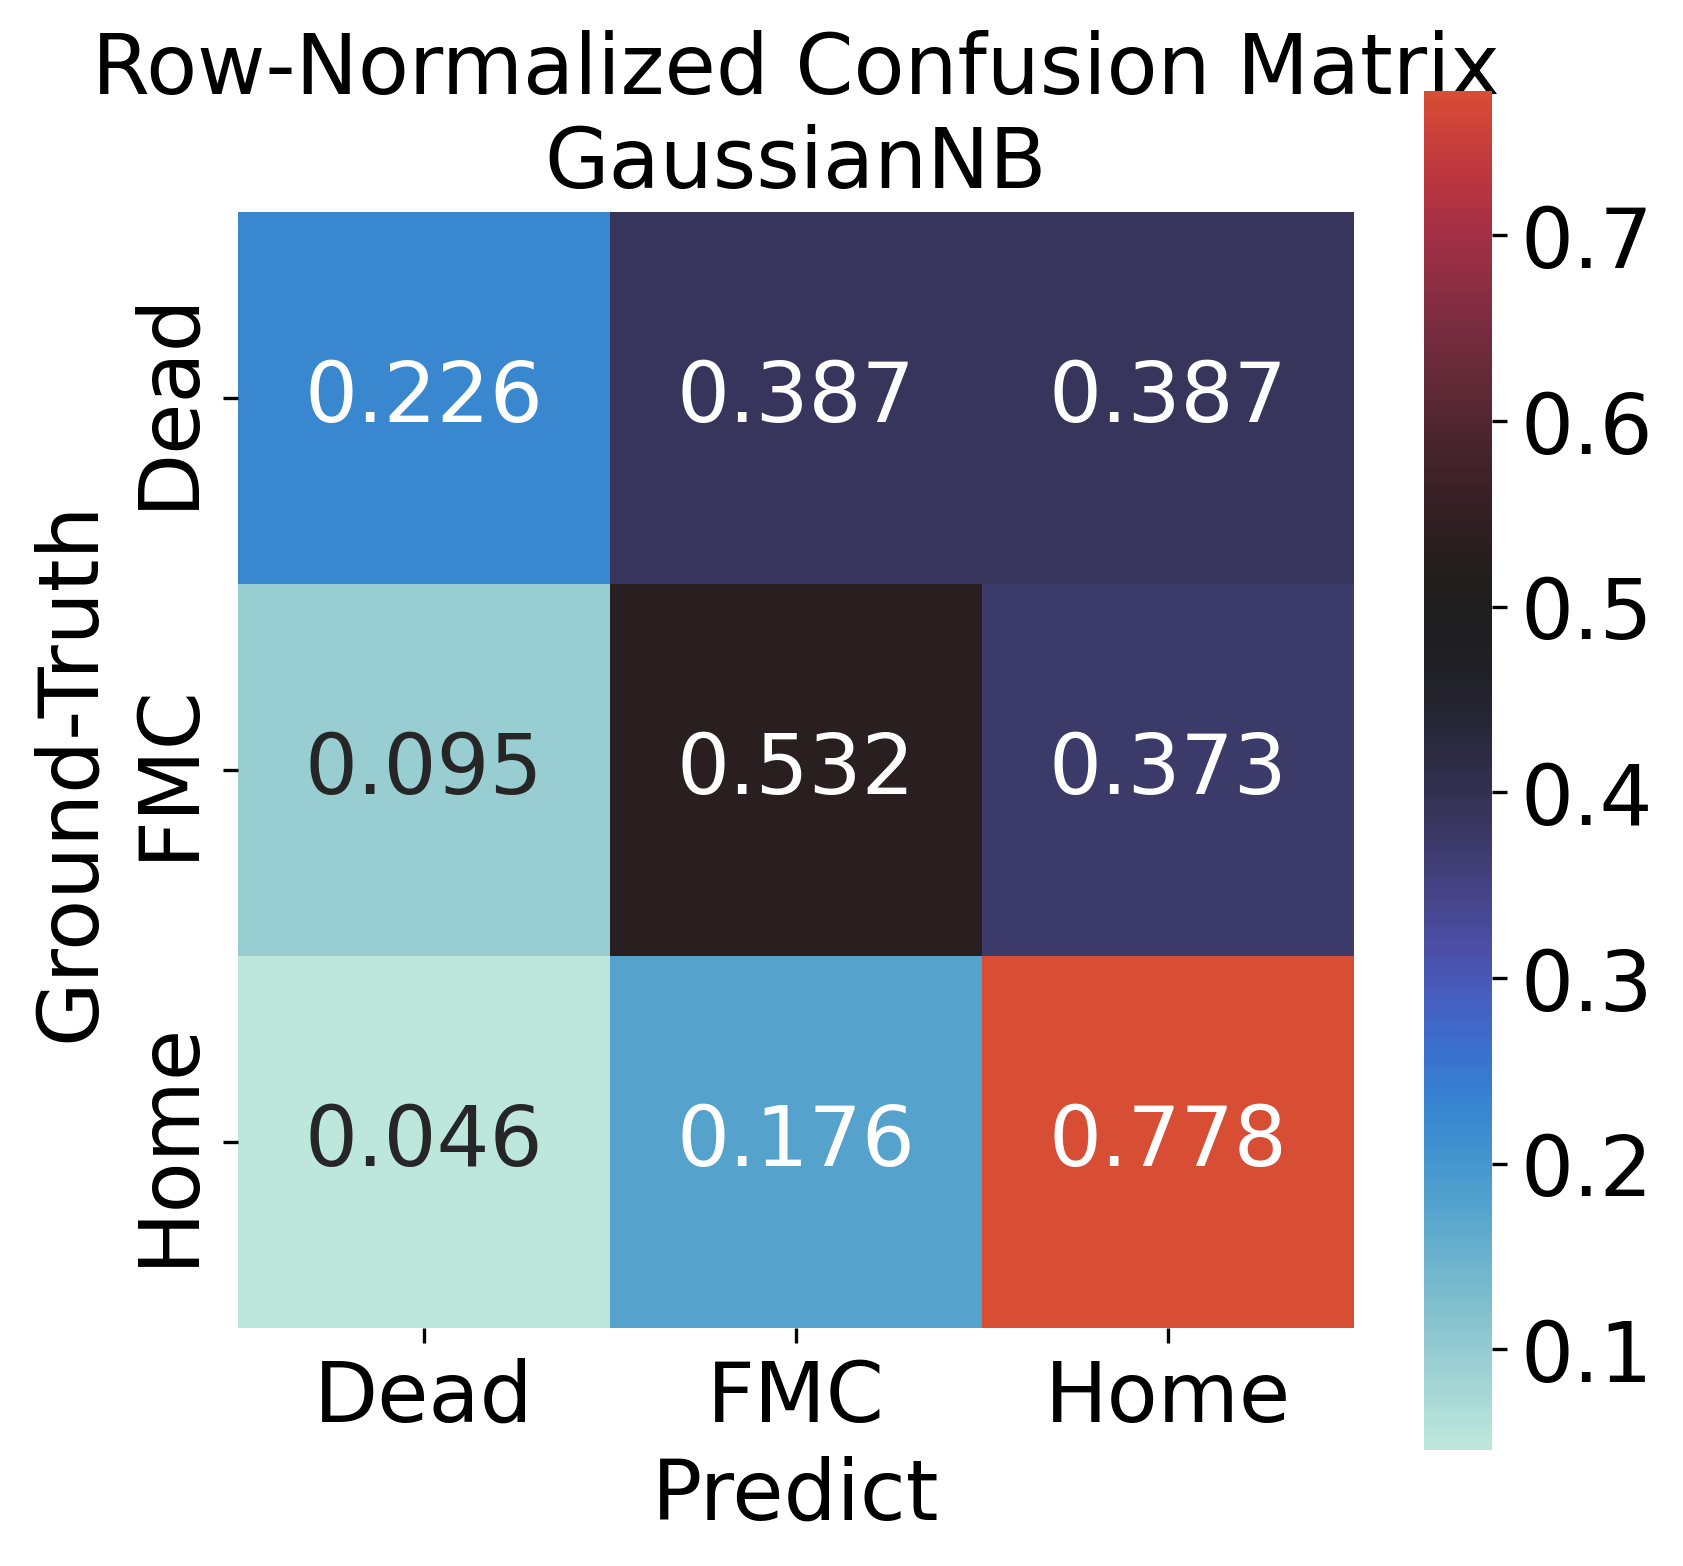 Row-Normalized Confusion Matrix
GaussianNB
Ground-Truth
Dead
0.226 0.387 0.387
FMC
0.095 0.532 0.373
Home
0.046 0.176 0.778
Dead FMC Home
Predict
0.7
0.6
0.5
0.4
0.3
0.2
0.1